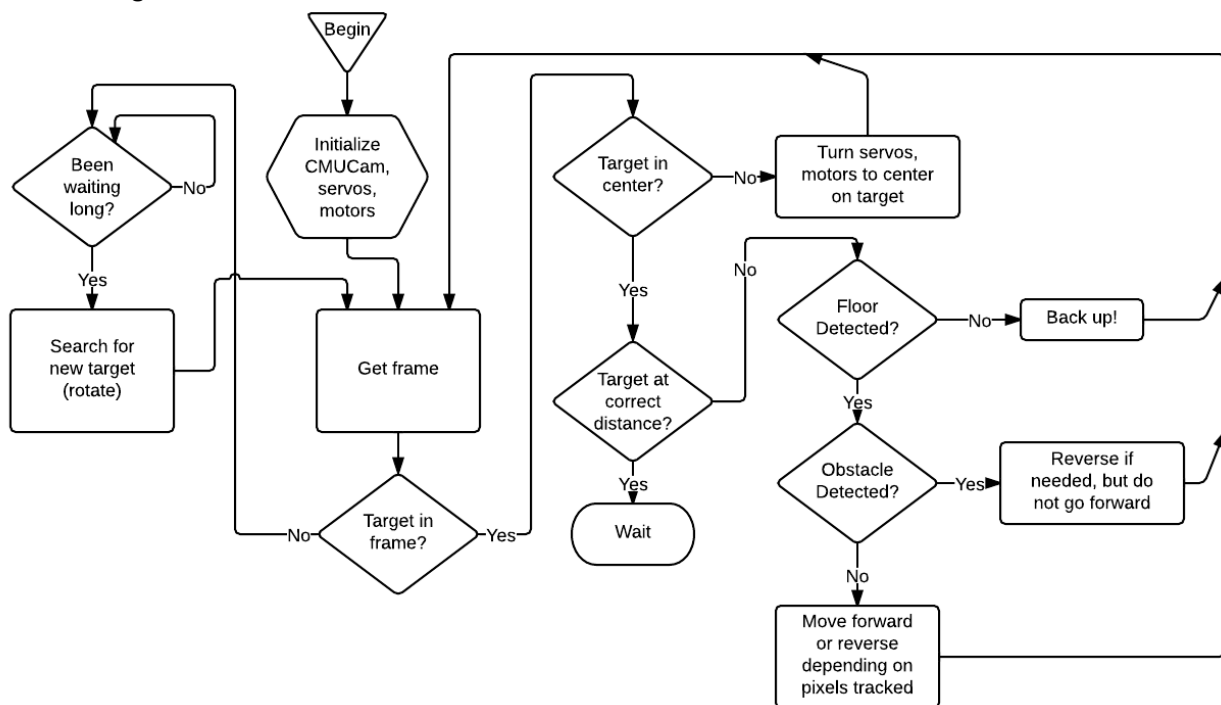 Begin
Initialize
CMUCam,
servos,
motors
Been
waiting
long?
No
Yes
Search for
new target
(rotate)
Get frame
Target in
frame?
No
Yes
Target in
center?
No
Turn servos,
motors to center
on target
Yes
Target at
correct
distance?
No
Yes
Wait
Floor
Detected?
No
Back up!
Yes
Obstacle
Detected?
Yes
Reverse if
needed, but do
not go forward
No
Move forward
or reverse
depending on
pixels tracked